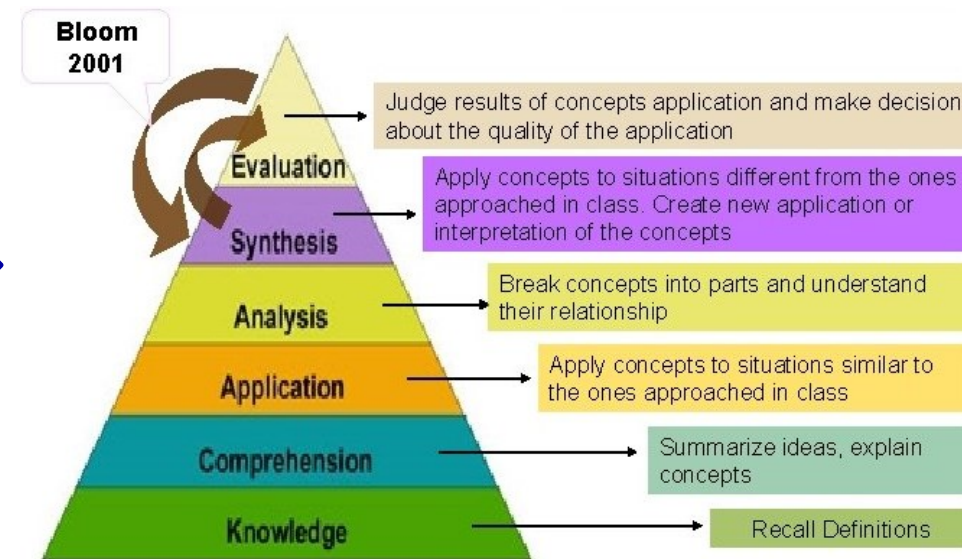 Bloom
2001
Judge results of concepts application and make decision
about the quality of the application
Evaluation
Apply concepts to situations different from the ones
approached in class. Create new application or
interpretation of the concepts
Synthesis
Break concepts into parts and understand
their relationship
Analysis
Apply concepts to situations similar to
the ones approached in class
Application
Summarize ideas, explain
concepts
Comprehension
Recall Definitions
Knowledge